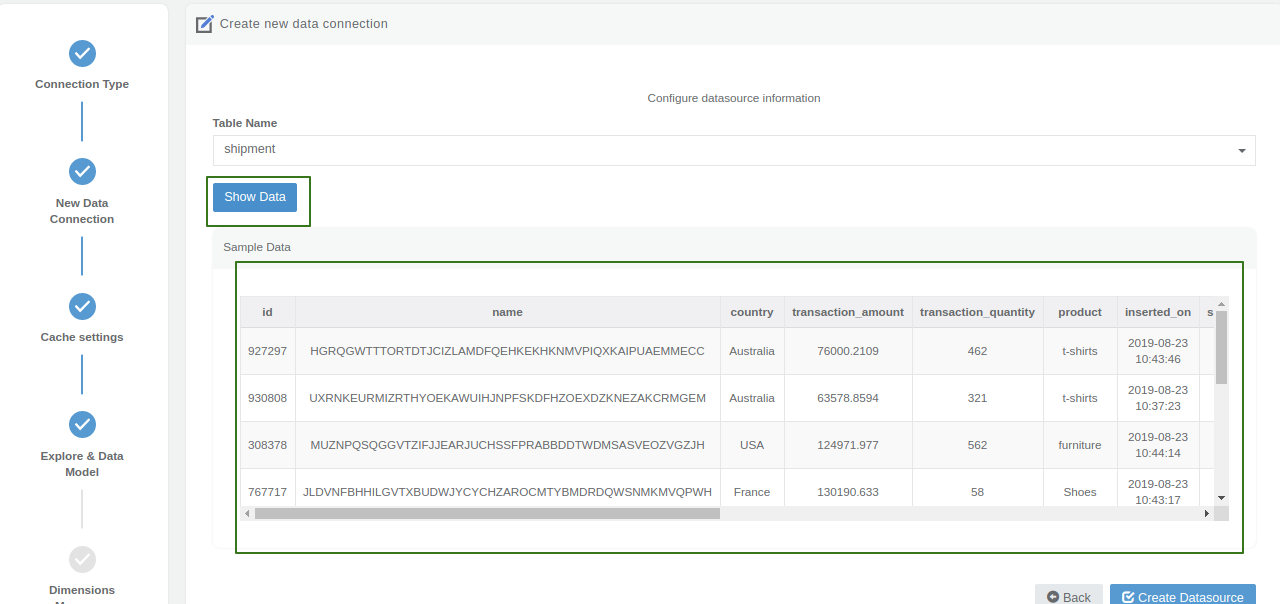 Create new data connection
Connection Type
New Data
Connection
Cache settings
Explore & Data
Model
Dimensions
Configure datasource information
Table Name
shipment
Show Data
Sample Data
id name country transaction_amount transaction_quantity product inserted_on s
927297 HGRQGWTTTORTDTJCIZLAMDFQEHKEKHKNMVPIQXKAIPUAEMMECC Australia 76000.2109 462 t-shirts 2019-08-23
10:43:46
930808 UXRNKEURMIZRTHYOEKAWUIHJNPFSKDFHZOEXDZKNEZAKCRMGEM Australia 63578.8594 321 t-shirts 2019-08-23
10:37:23
308378 MUZNPQSQGGVTZIFJJEARJUCHSSFPRABBDDTWDMSASVEOZVGZJH USA 124971.977 562 furniture 2019-08-23
10:44:14
767717 JLDVNFBHHILGVTXBUDWJYCYCHZAROCMTYBMDRDQWSNMKMVQPWH France 130190.633 58 Shoes 2019-08-23
10:43:17
Back
Create Datasource